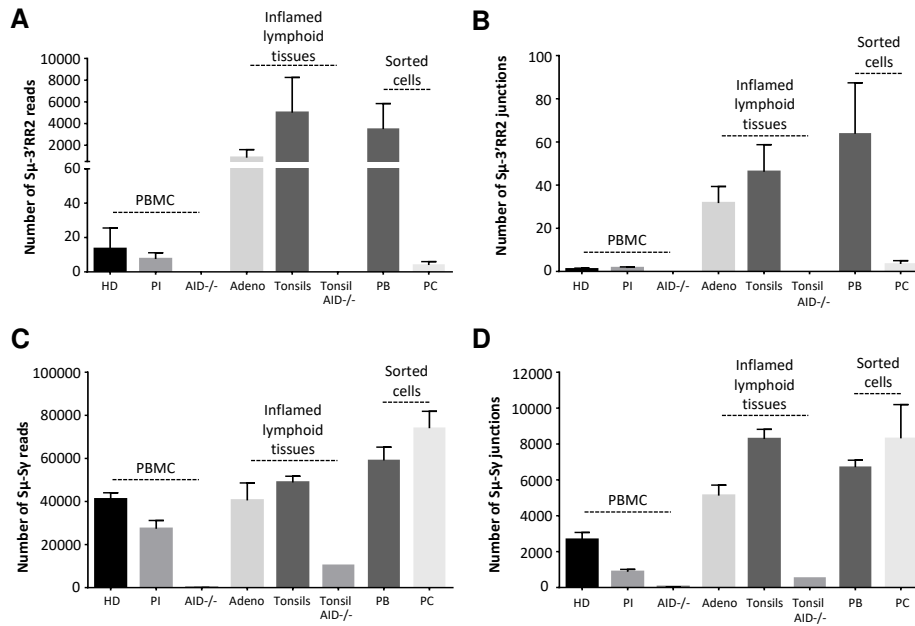 A
Number of Sμ-3'RR2 reads
10000
8000
6000
4000
2000
60
40
20
0
PBMC
Inflamed
lymphoid
tissues
Sorted
cells
HD PI AID-/- Adeno Tonsils Tonsil AID-/- PB PC
B
Number of Sμ-3'RR2 junctions
100
80
60
40
20
0
PBMC
Inflamed
lymphoid
tissues
Sorted
cells
HD PI AID-/- Adeno Tonsils Tonsil AID-/- PB PC
C
Number of Sμ-Sy reads
100000
80000
60000
40000
20000
0
PBMC
Inflamed
lymphoid
tissues
Sorted
cells
HD PI AID-/- Adeno Tonsils Tonsil AID-/- PB PC
D
Number of Sμ-Sy junctions
12000
10000
8000
6000
4000
2000
0
PBMC
Inflamed
lymphoid
tissues
Sorted
cells
HD PI AID-/- Adeno Tonsils Tonsil AID-/- PB PC